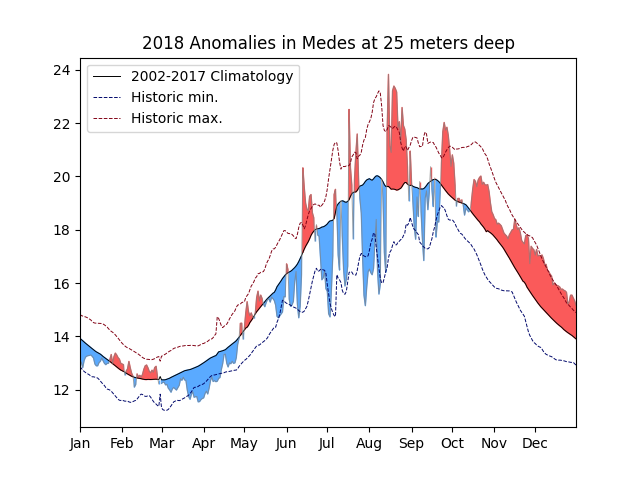 2018 Anomalies in Medes at 25 meters deep
2002-2017 Climatology
Historic min.
Historic max.
24
22
20
18
16
14
12
Jan Feb Mar Apr May Jun Jul Aug Sep Oct Nov Dec